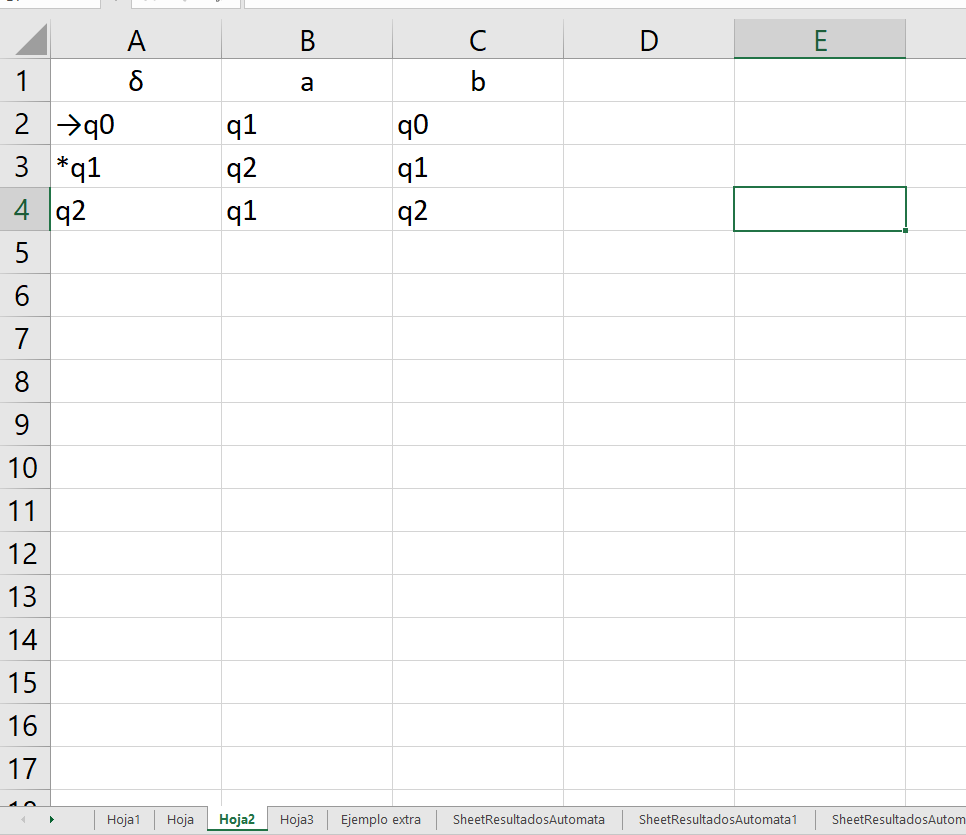 A B C D E
1 δ a b
2 →q0 q1 q0
3 *q1 q2 q1
4 q2 q1 q2
5
6
7
8
9
10
11
12
13
14
15
16
17
Hoja1 Hoja Hoja2 Hoja3 Ejemplo extra SheetResultadosAutomata SheetResultadosAutomata1 SheetResultadosAutom